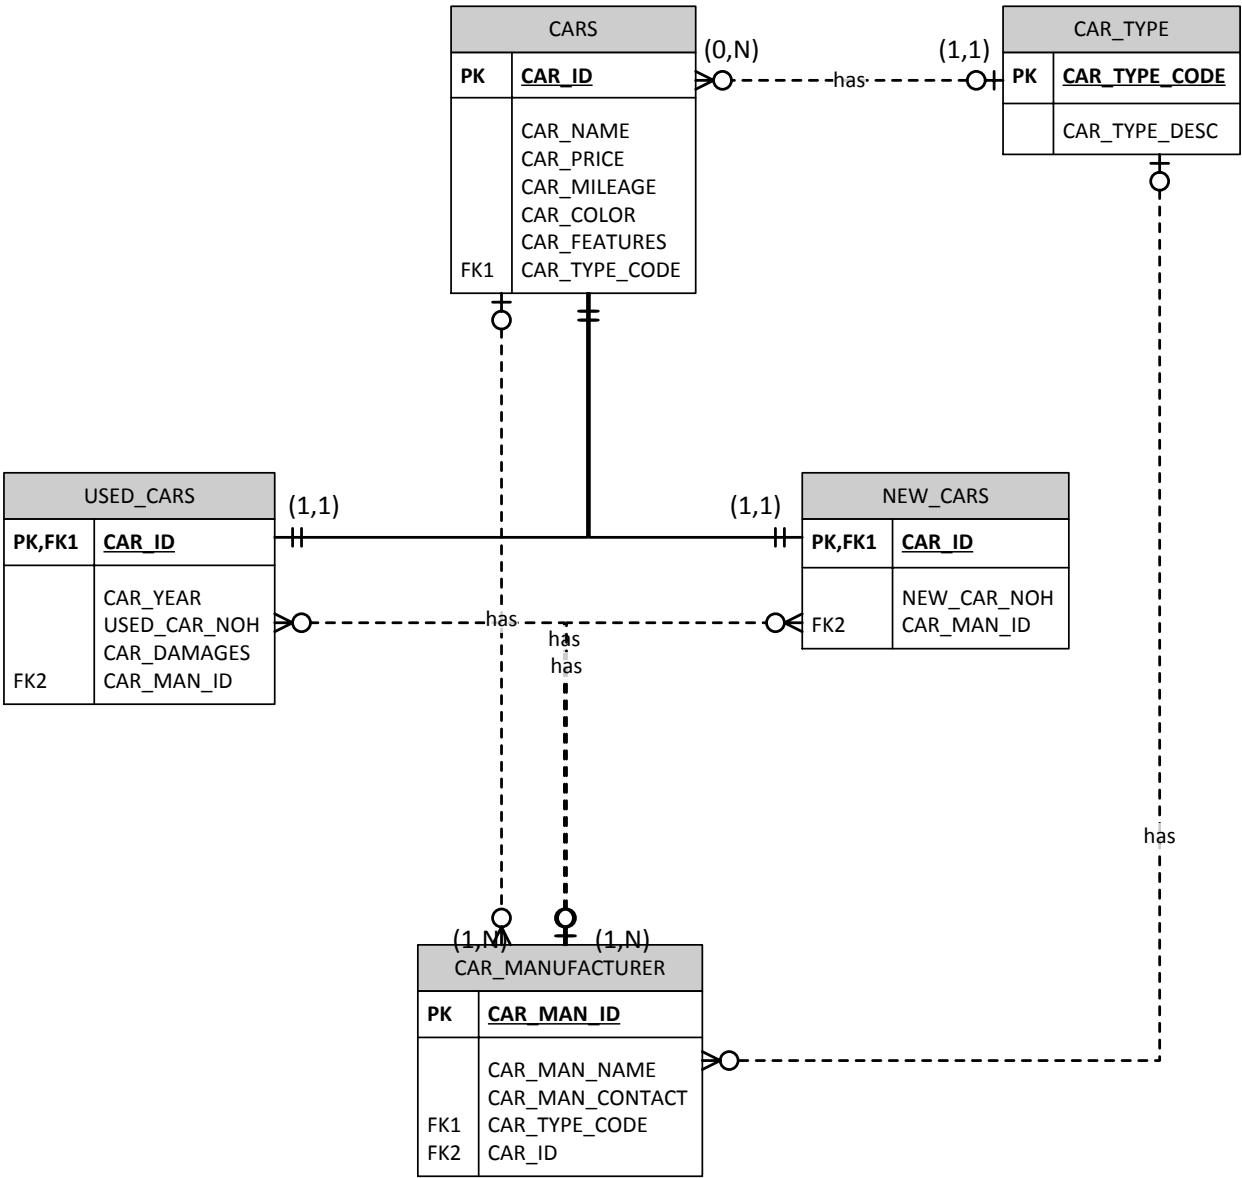 CARS
PK CAR_ID
CAR_NAME
CAR_PRICE
CAR_MILEAGE
CAR_COLOR
CAR_FEATURES
FK1 CAR_TYPE_CODE
(0,N)
has
(1,1)
CAR_TYPE
PK CAR_TYPE_CODE
CAR_TYPE_DESC
USED_CARS
PK,FK1 CAR_ID
CAR_YEAR
USED_CAR_NOH
CAR_DAMAGES
FK2 CAR_MAN_ID
(1,1)
(1,1)
NEW_CARS
PK,FK1 CAR_ID
NEW_CAR_NOH
FK2 CAR_MAN_ID
has
has
has
has
(1,N)
(1,N)
CAR_MANUFACTURER
PK CAR_MAN_ID
CAR_MAN_NAME
CAR_MAN_CONTACT
FK1 CAR_TYPE_CODE
FK2 CAR_ID